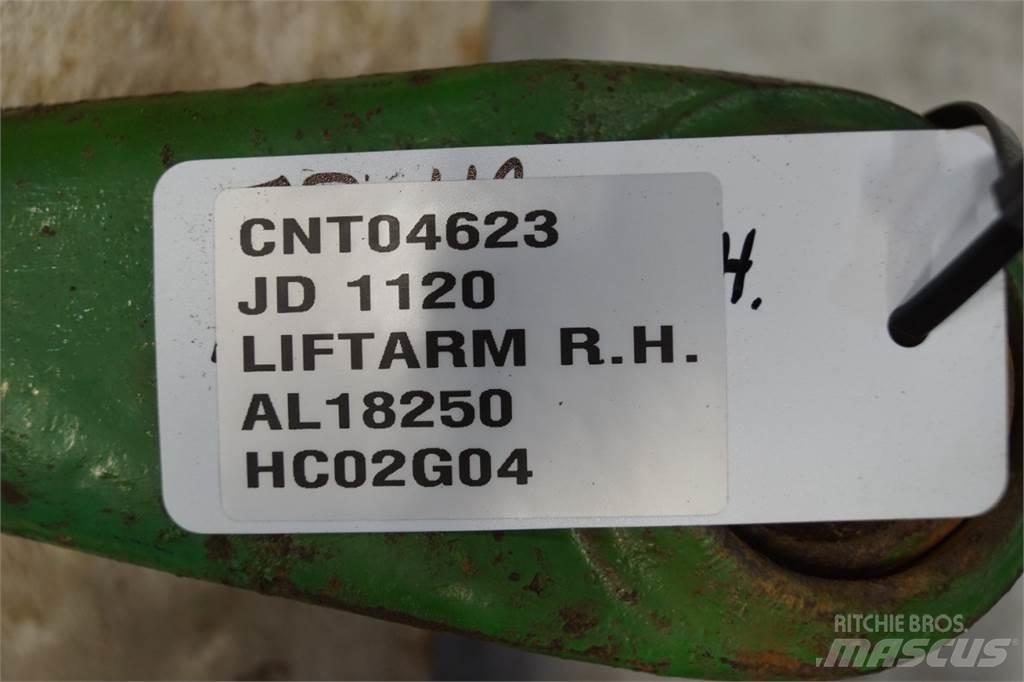 CNT04623
JD 1120
LIFTARM R.H.
AL18250
HC02G04
H.
RITCHIE BROS.
MASCUS